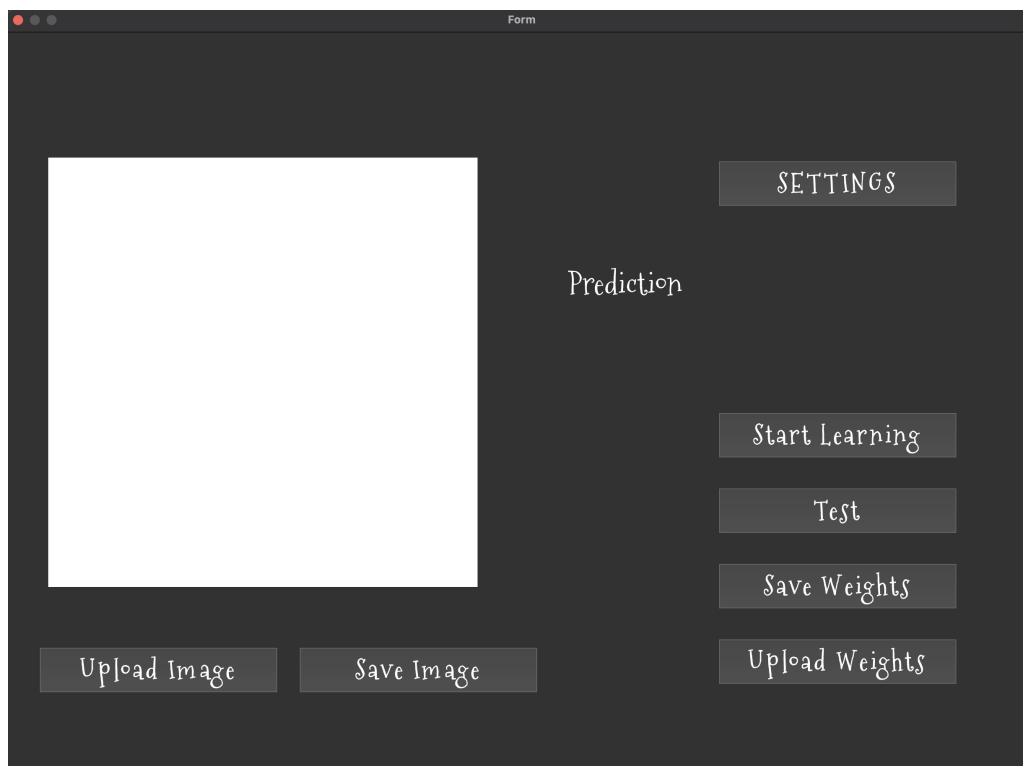 Form
SETTINGS
Prediction
Start Learning
Test
Save Weights
Upload Weights
Upload Image
Save Image